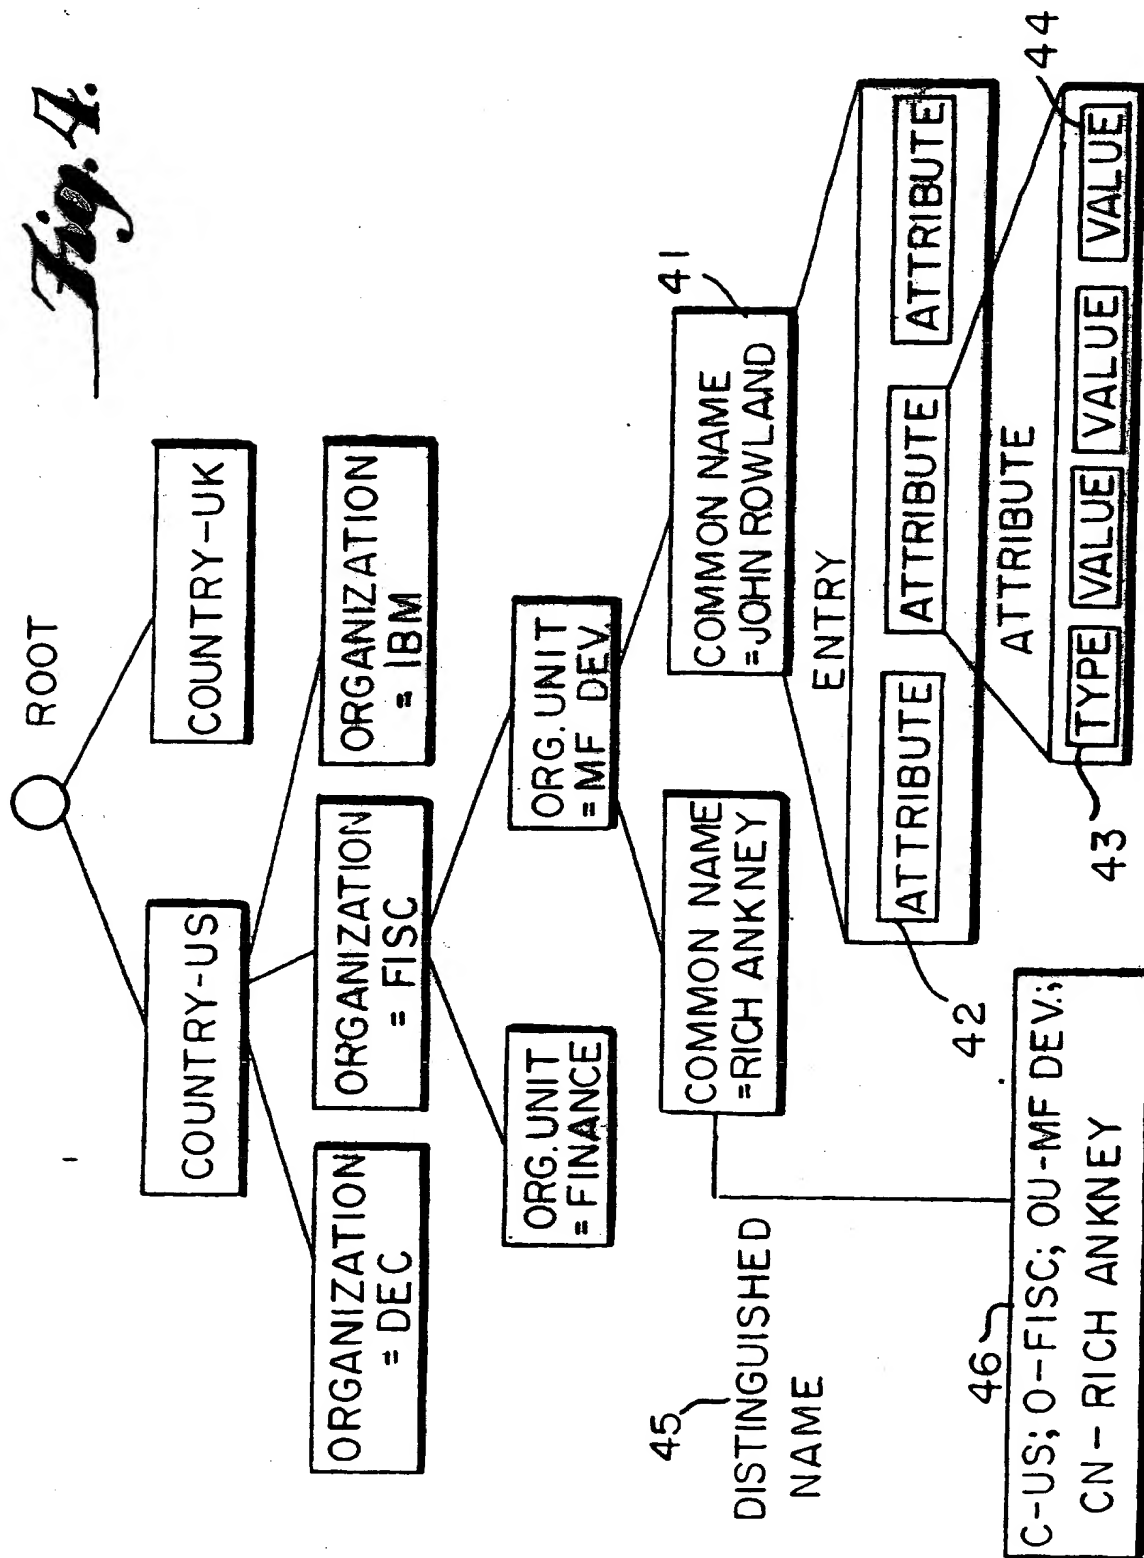 Fig. 4.
ROOT
COUNTRY-US
COUNTRY-UK
ORGANIZATION
= DEC
ORGANIZATION
= FISC
ORGANIZATION
= IBM
ORG. UNIT
= FINANCE
ORG. UNIT
= MF DEV.
COMMON NAME
=RICH ANKNEY
COMMON NAME
=JOHN ROWLAND
41
45
DISTINGUISHED
NAME
ENTRY
ATTRIBUTE
ATTRIBUTE
ATTRIBUTE
42
ATTRIBUTE
TYPE
VALUE
VALUE
VALUE
43
44
46
C-US; O-FISC; OU-MF DEV.;
CN-RICH ANKNEY